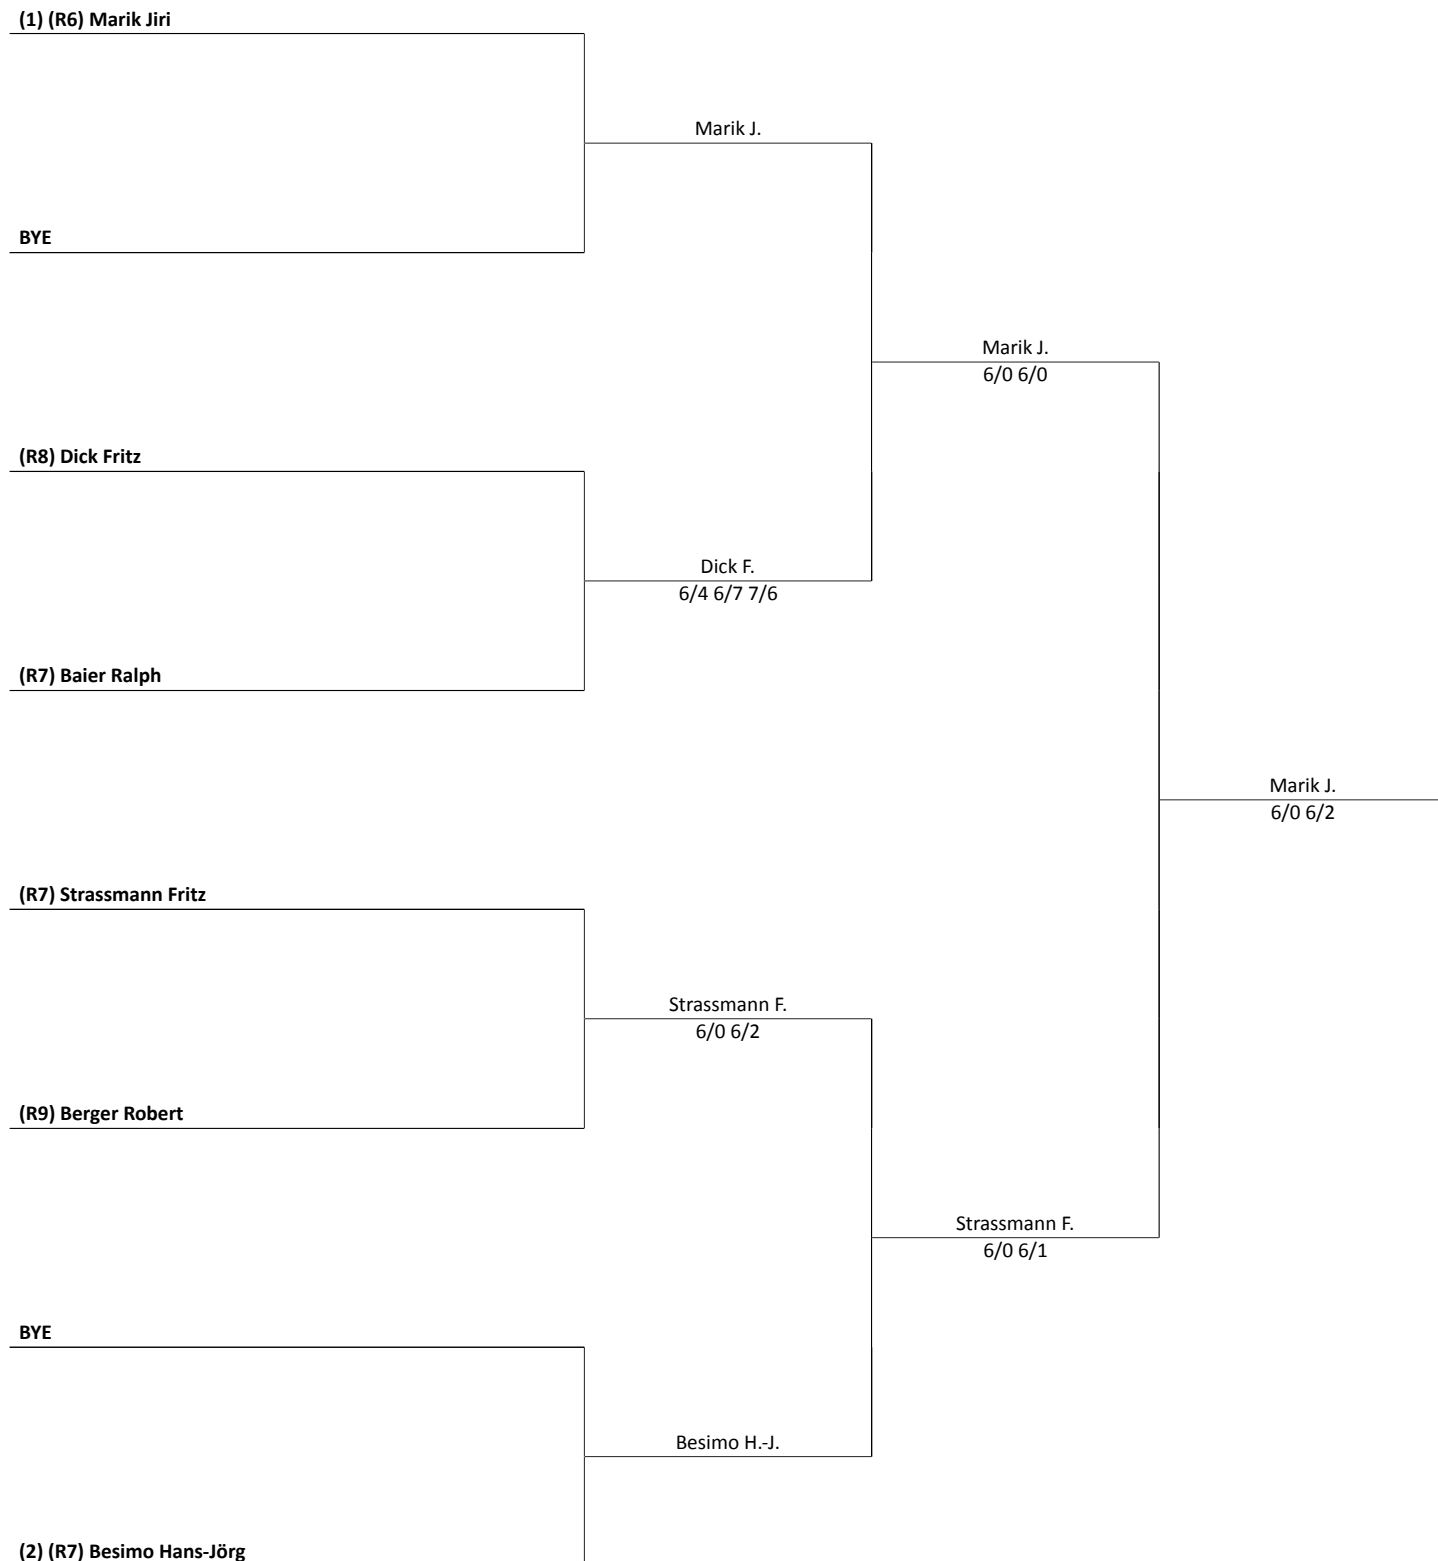 (1) (R6) Marik Jiri
Marik J.
BYE
Marik J.
6/0 6/0
(R8) Dick Fritz
Dick F.
6/4 6/7 7/6
(R7) Baier Ralph
Marik J.
6/0 6/2
(R7) Strassmann Fritz
Strassmann F.
6/0 6/2
(R9) Berger Robert
Strassmann F.
6/0 6/1
BYE
Besimo H.-J.
(2) (R7) Besimo Hans-Jörg